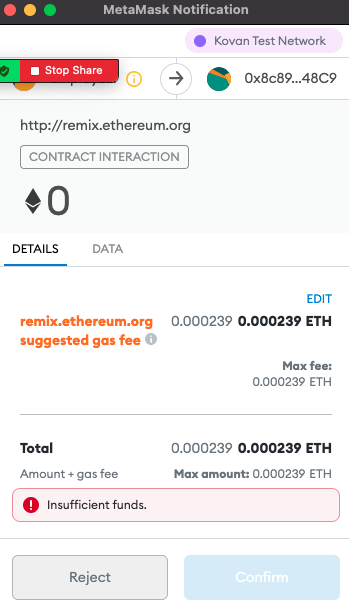 MetaMask Notification
Kovan Test Network
Stop Share
0x8c89...48C9
http://remix.ethereum.org
CONTRACT INTERACTION
0
DETAILS DATA
EDIT
remix.ethereum.org 0.000239 0.000239 ETH
suggested gas fee
Max fee:
0.000239 ETH
Total 0.000239 0.000239 ETH
Amount + gas fee Max amount: 0.000239 ETH
Insufficient funds.
Reject Confirm